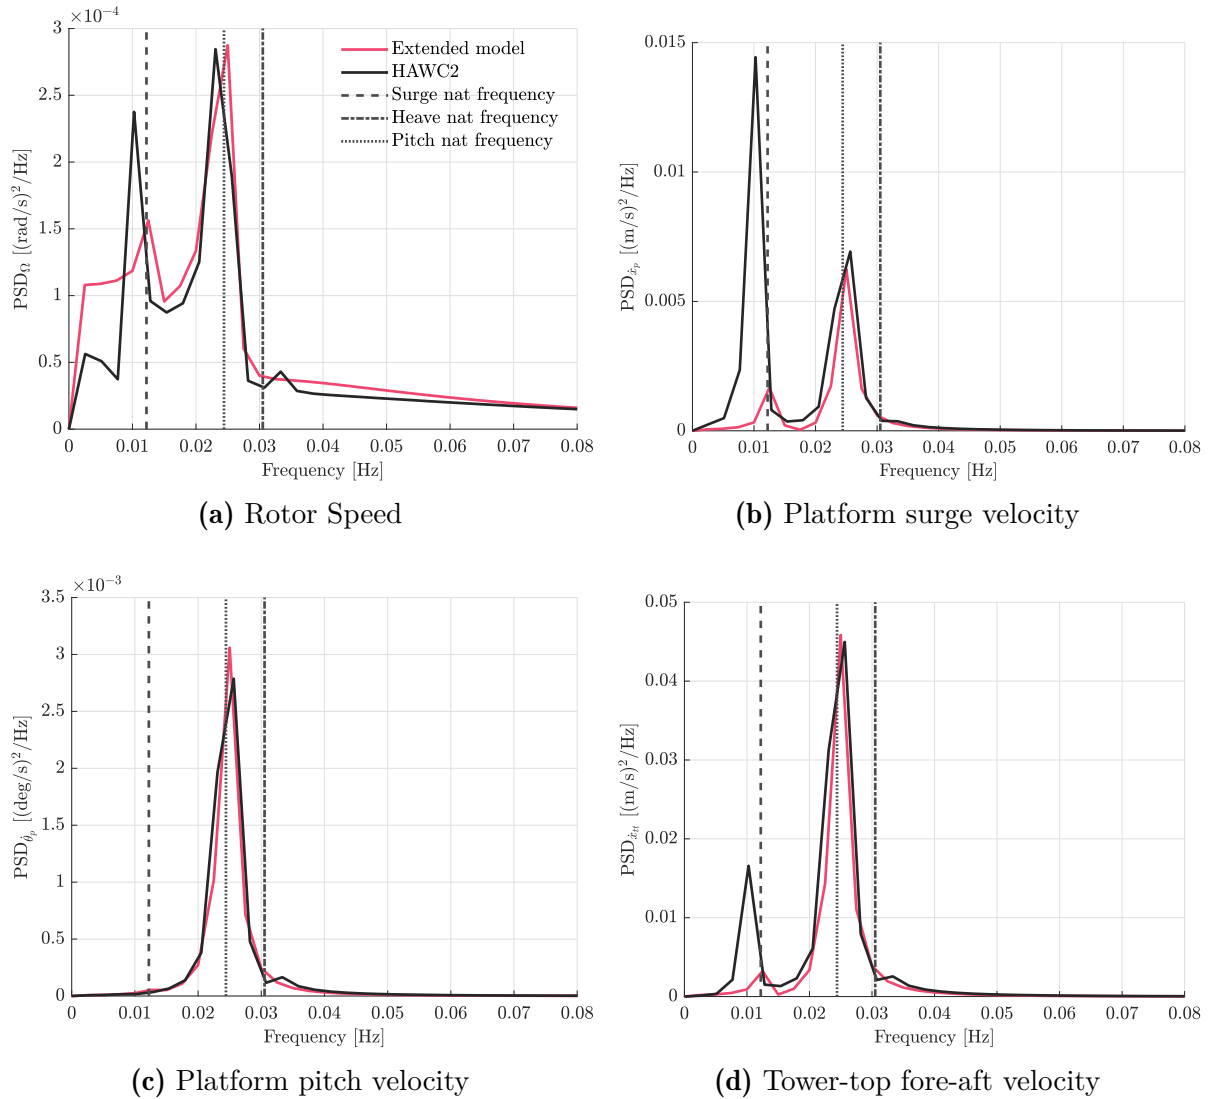 ×10⁻⁴
3
2.5
2
1.5
1
0.5
0
PSD_Ω [(rad/s)²/Hz]
Extended model
HAWC2
Surge nat frequency
Heave nat frequency
Pitch nat frequency
0 0.01 0.02 0.03 0.04 0.05 0.06 0.07 0.08
Frequency [Hz]
(a) Rotor Speed
0.015
0.01
0.005
0
PSD_ẋ_p [(m/s)²/Hz]
0 0.01 0.02 0.03 0.04 0.05 0.06 0.07 0.08
Frequency [Hz]
(b) Platform surge velocity
×10⁻³
3.5
3
2.5
2
1.5
1
0.5
0
PSD_θ̇_p [(deg/s)²/Hz]
0 0.01 0.02 0.03 0.04 0.05 0.06 0.07 0.08
Frequency [Hz]
(c) Platform pitch velocity
0.05
0.04
0.03
0.02
0.01
0
PSD_ẋ_tt [(m/s)²/Hz]
0 0.01 0.02 0.03 0.04 0.05 0.06 0.07 0.08
Frequency [Hz]
(d) Tower-top fore-aft velocity